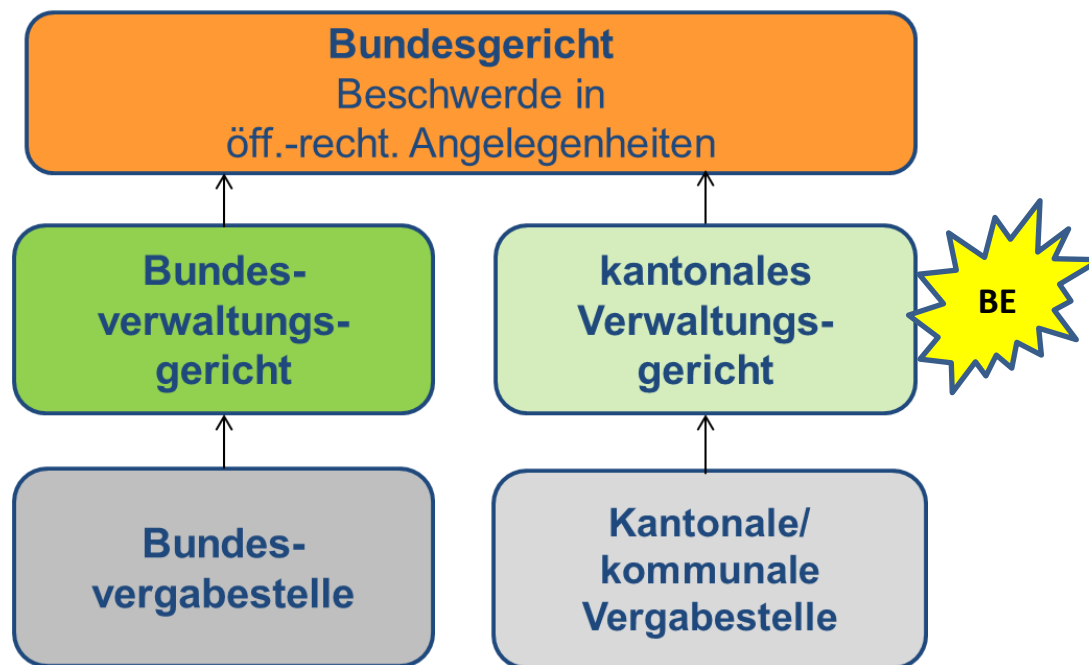 Bundesgericht
Beschwerde in
öff.-recht. Angelegenheiten
Bundes-
verwaltungs-
gericht
kantonales
Verwaltungs-
gericht
BE
Bundes-
vergabestelle
Kantonale/
kommunale
Vergabestelle